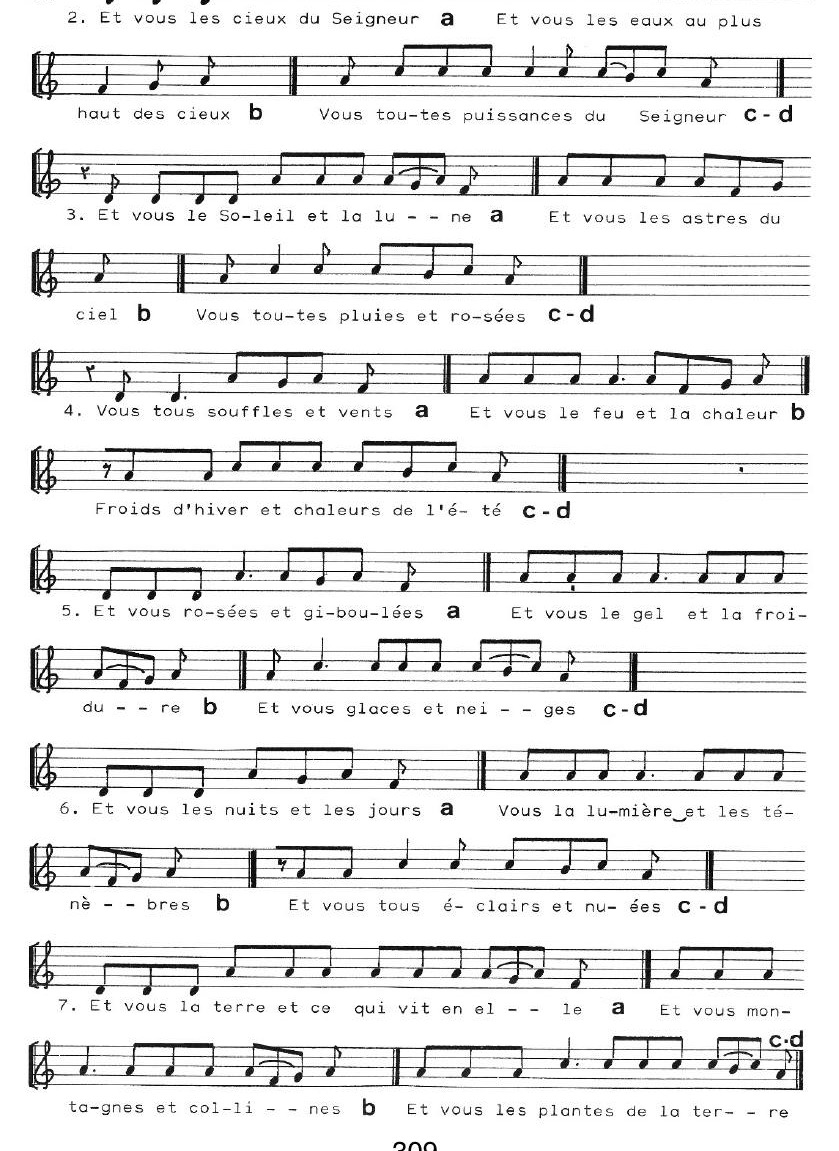 2. Et vous les cieux du Seigneur a Et vous les eaux au plus
haut des cieux b Vous tou-tes puissances du Seigneur c - d
3. Et vous le So-leil et la lu - - ne a Et vous les astres du
ciel b Vous tou-tes pluies et ro-sées c - d
4. Vous tous souffles et vents a Et vous le feu et la chaleur b
Froids d'hiver et chaleurs de l'é- té c - d
5. Et vous ro-sées et gi-bou-lées a Et vous le gel et la froi-
du - - re b Et vous glaces et nei - - ges c - d
6. Et vous les nuits et les jours a Vous la lu-mière‿et les té-
nè - - bres b Et vous tous é- clairs et nu- ées c - d
7. Et vous la terre et ce qui vit en el - - le a Et vous mon-
c·d
ta-gnes et col-li - - nes b Et vous les plantes de la ter- - re
309